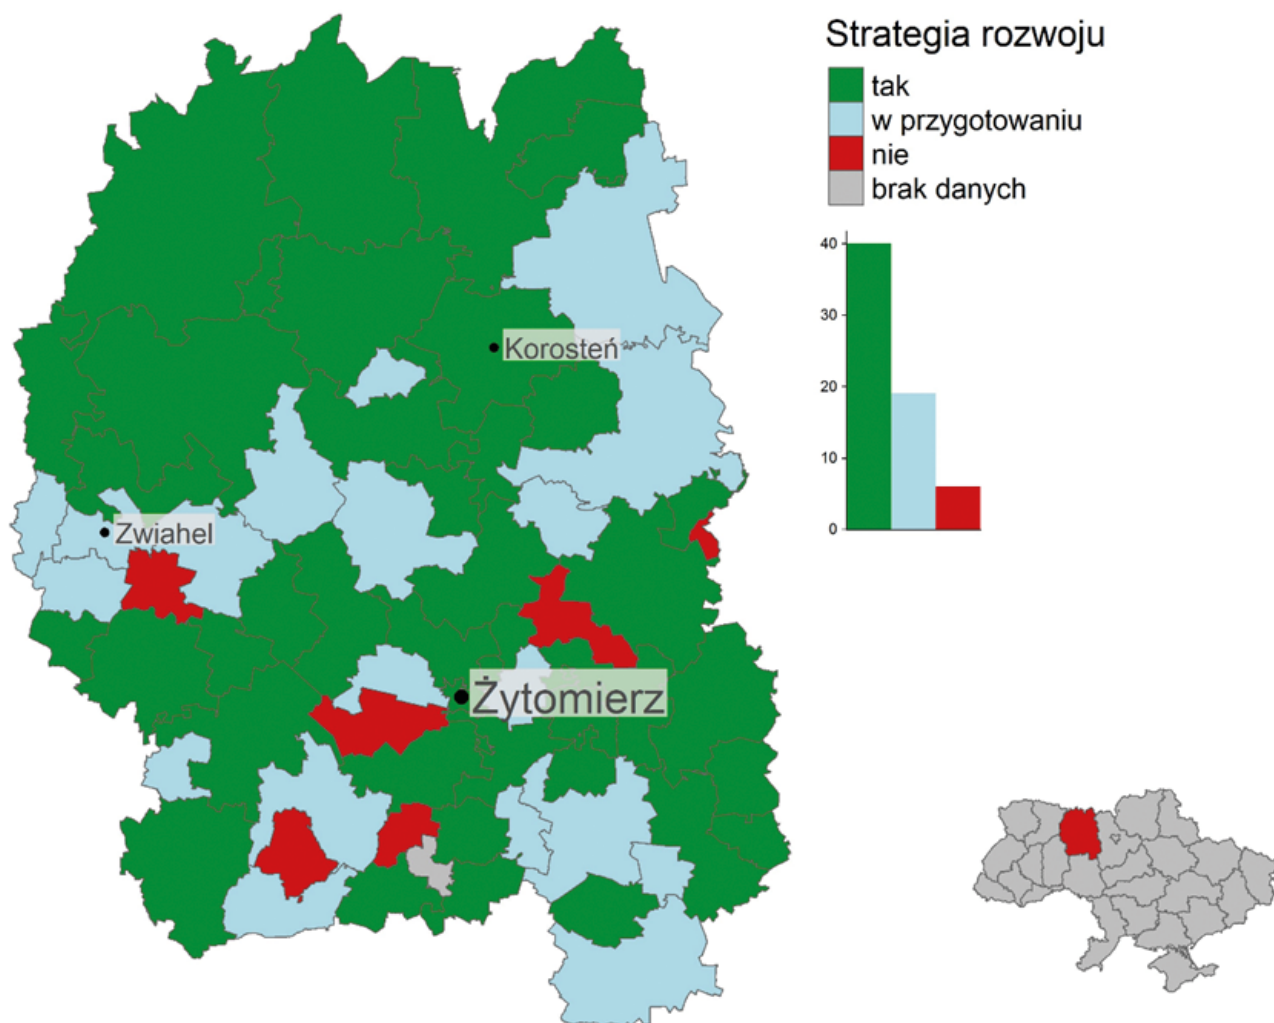 Strategia rozwoju
tak
w przygotowaniu
nie
brak danych
40
30
20
10
0
Korosteń
Zwiahel
Żytomierz